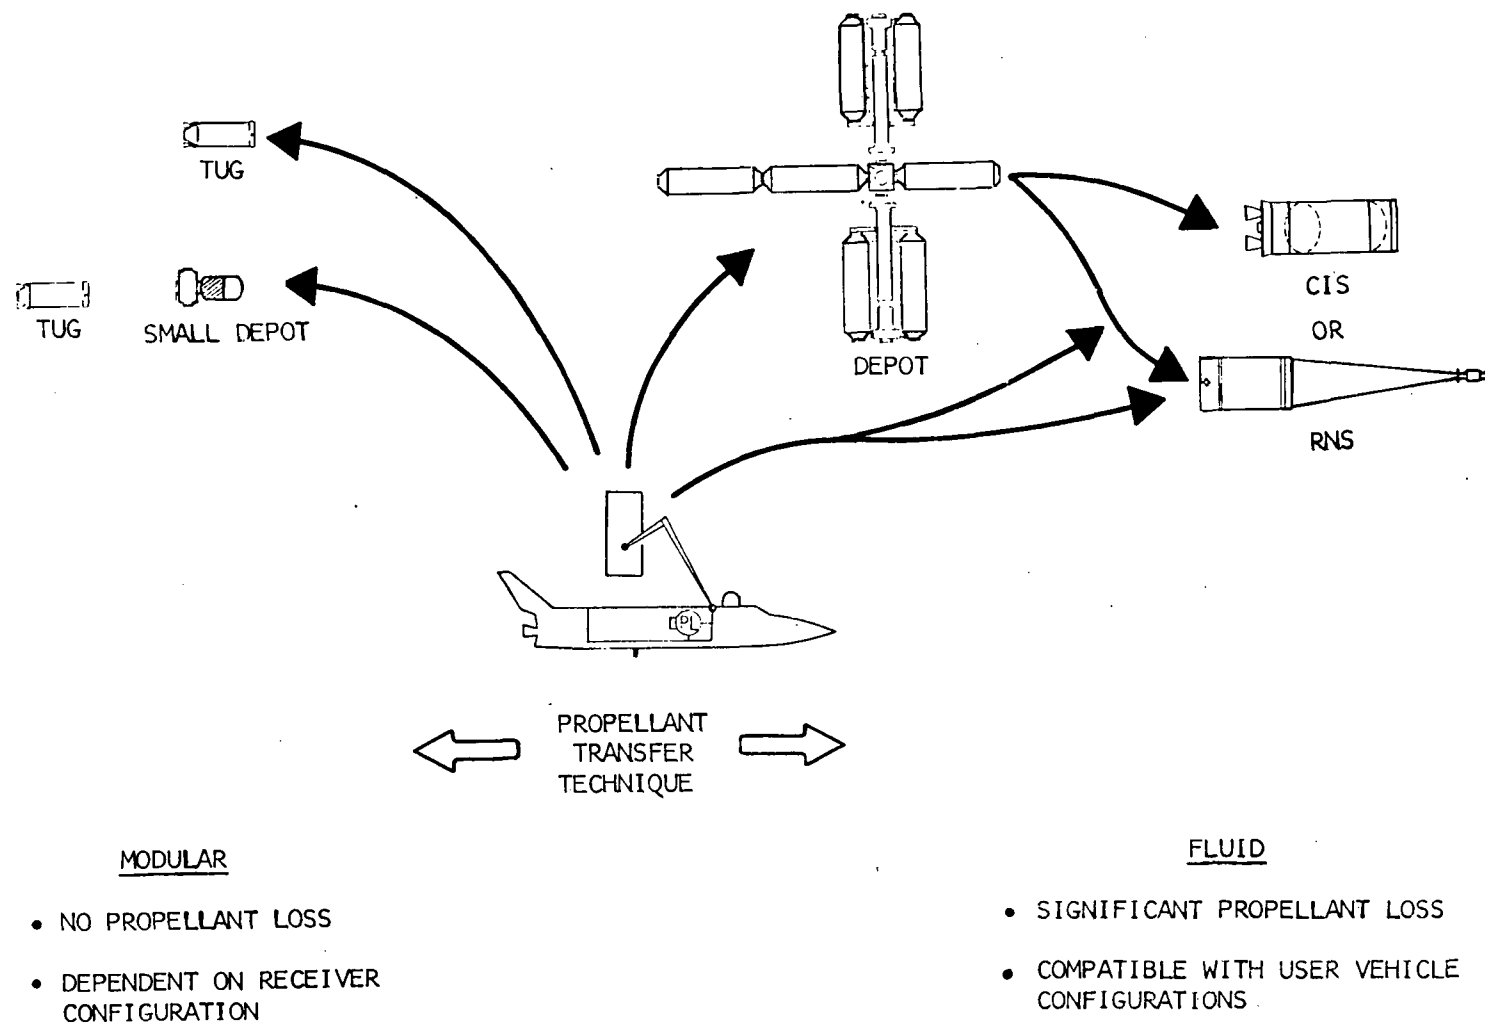 TUG
TUG
SMALL DEPOT
DEPOT
CIS
OR
RNS
PL
PROPELLANT
TRANSFER
TECHNIQUE
MODULAR
• NO PROPELLANT LOSS
• DEPENDENT ON RECEIVER
CONFIGURATION
FLUID
• SIGNIFICANT PROPELLANT LOSS
• COMPATIBLE WITH USER VEHICLE
CONFIGURATIONS